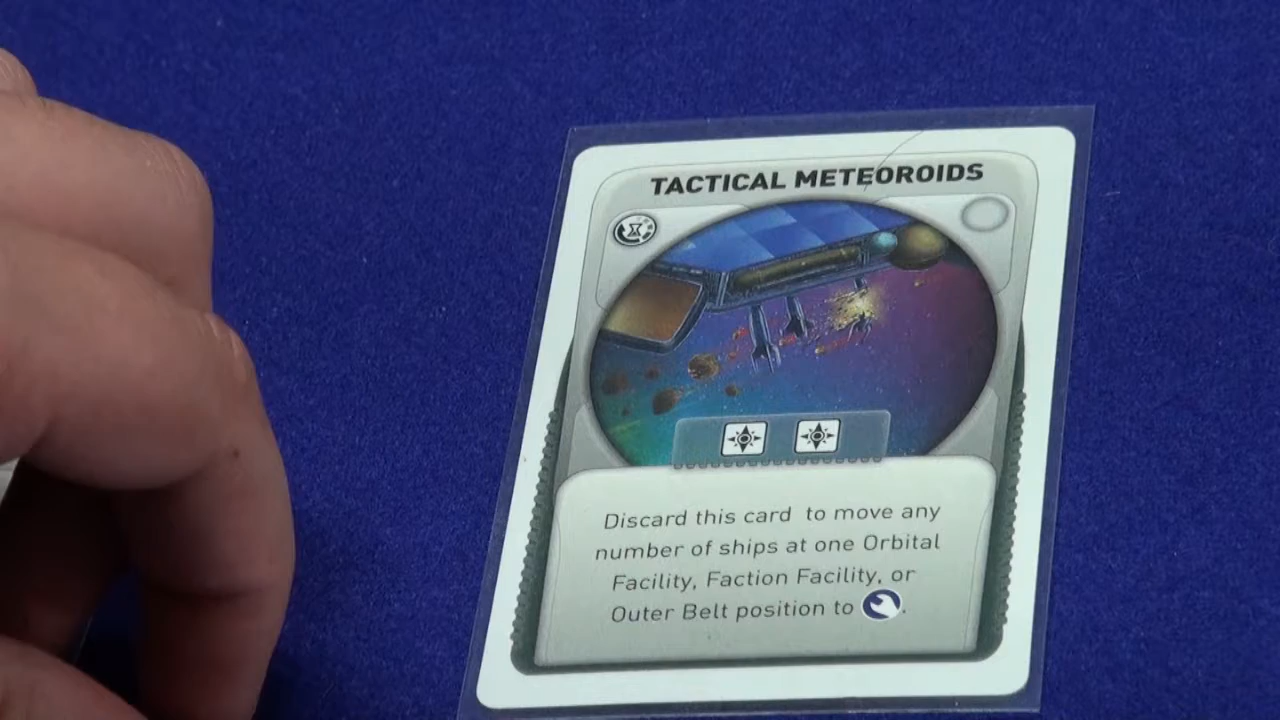 TACTICAL METEOROIDS
Discard this card to move any
number of ships at one Orbital
Facility, Faction Facility, or
Outer Belt position to .